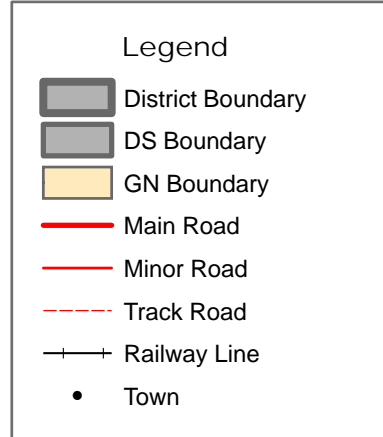 Legend
District Boundary
DS Boundary
GN Boundary
Main Road
Minor Road
Track Road
Railway Line
Town